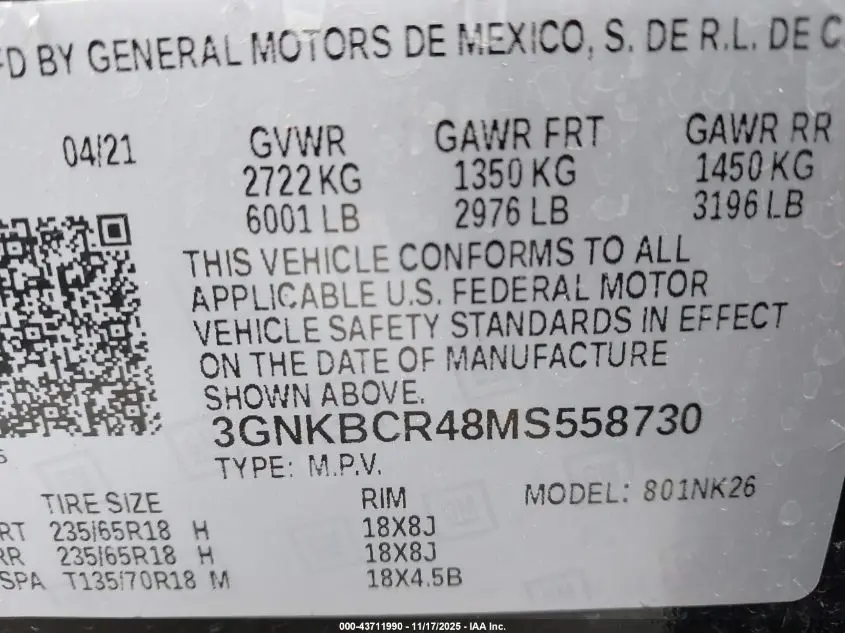 FD BY GENERAL MOTORS DE MEXICO, S. DE R.L. DE C
04/21 GVWR GAWR FRT GAWR RR
2722 KG 1350 KG 1450 KG
6001 LB 2976 LB 3196 LB
THIS VEHICLE CONFORMS TO ALL
APPLICABLE U.S. FEDERAL MOTOR
VEHICLE SAFETY STANDARDS IN EFFECT
ON THE DATE OF MANUFACTURE
SHOWN ABOVE.
3GNKBCR48MS558730
TYPE: M.P.V.
TIRE SIZE RIM MODEL: 801NK26
RT 235/65R18 H 18X8J
RR 235/65R18 H 18X8J
SPA T135/70R18 M 18X4.5B
000-43711990 - 11/17/2025 - IAA Inc.